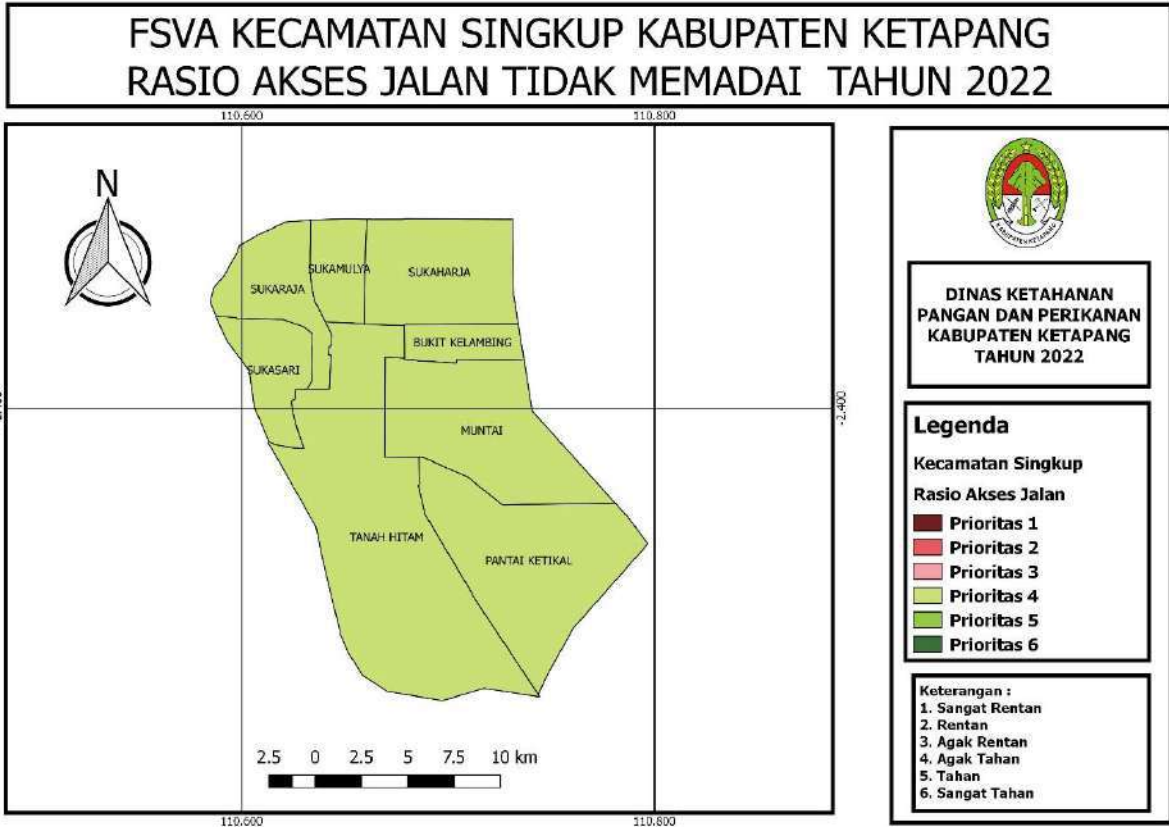 FSVA KECAMATAN SINGKUP KABUPATEN KETAPANG
RASIO AKSES JALAN TIDAK MEMADAI TAHUN 2022
110.600
110.800
N
SUKARAJA
SUKAMULYA
SUKAHARJA
BUKIT KELAMBING
SUKASARI
MUNTAI
TANAH HITAM
PANTAI KETIKAL
-2.400
2.5 0 2.5 5 7.5 10 km
110.600
110.800
KABUPATEN KETAPANG
DINAS KETAHANAN
PANGAN DAN PERIKANAN
KABUPATEN KETAPANG
TAHUN 2022
Legenda
Kecamatan Singkup
Rasio Akses Jalan
Prioritas 1
Prioritas 2
Prioritas 3
Prioritas 4
Prioritas 5
Prioritas 6
Keterangan :
1. Sangat Rentan
2. Rentan
3. Agak Rentan
4. Agak Tahan
5. Tahan
6. Sangat Tahan